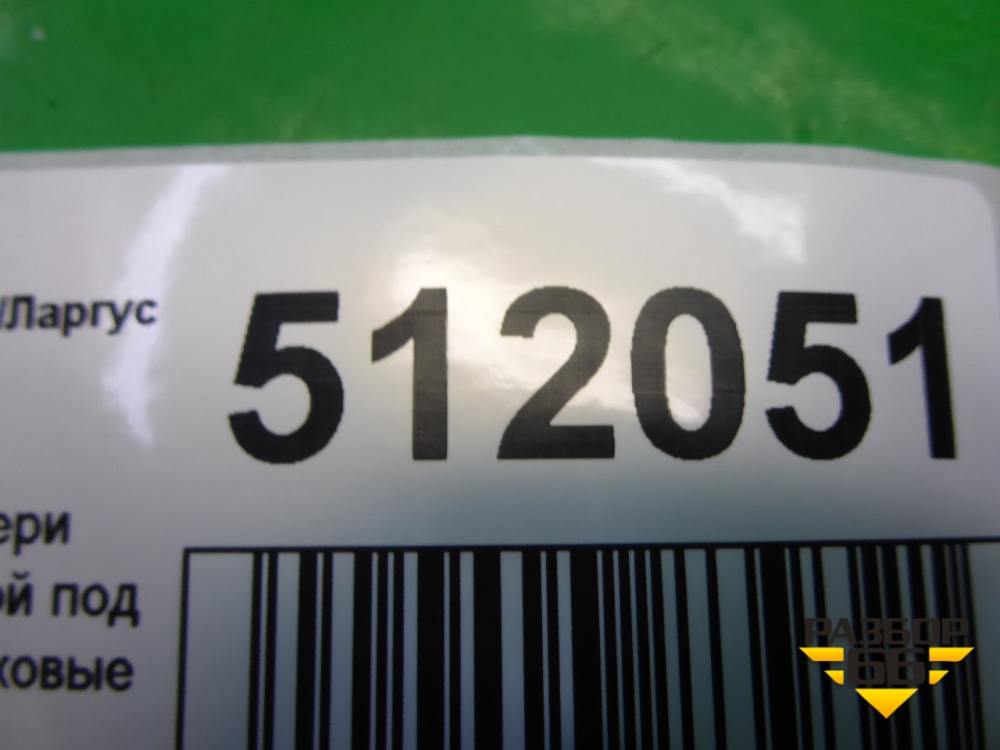 /Ларгус
512051
ери
ой под
ковые
РАЗБОР
66